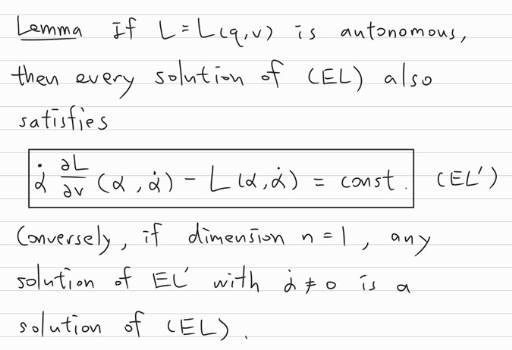 Lemma If L = L(q,v) is autonomous,
then every solution of (EL) also
satisfies
α̇ ∂L/∂v (α, α̇) − L(α, α̇) = const. (EL′)
Conversely, if dimension n = 1, any
solution of EL′ with α̇ ≠ 0 is a
solution of (EL).